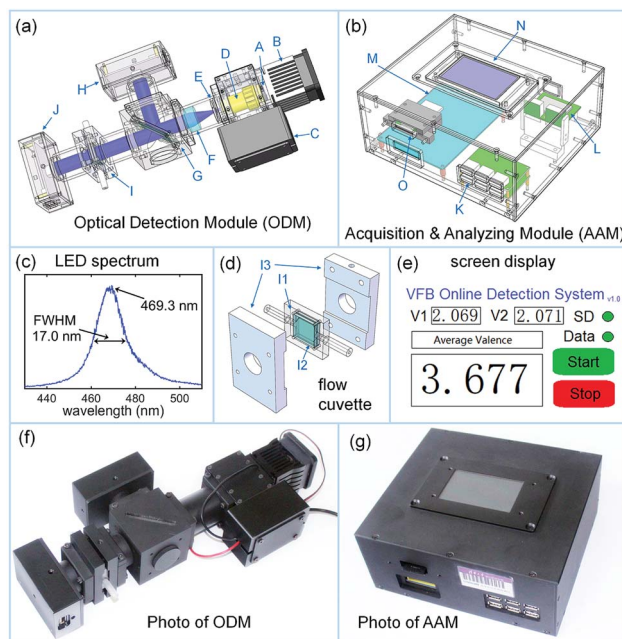 (a)
A
B
D
E
H
J
F
C
G
I
Optical Detection Module (ODM)
(b)
N
M
L
O
K
Acquisition & Analyzing Module (AAM)
(c)
LED spectrum
469.3 nm
FWHM
17.0 nm
440
460
480
500
wavelength (nm)
(d)
I3
I1
I2
flow
cuvette
(e)
screen display
VFB Online Detection System v1.0
V1 2.069 V2 2.071 SD
Data
Average Valence
3.677
Start
Stop
(f)
Photo of ODM
(g)
Photo of AAM